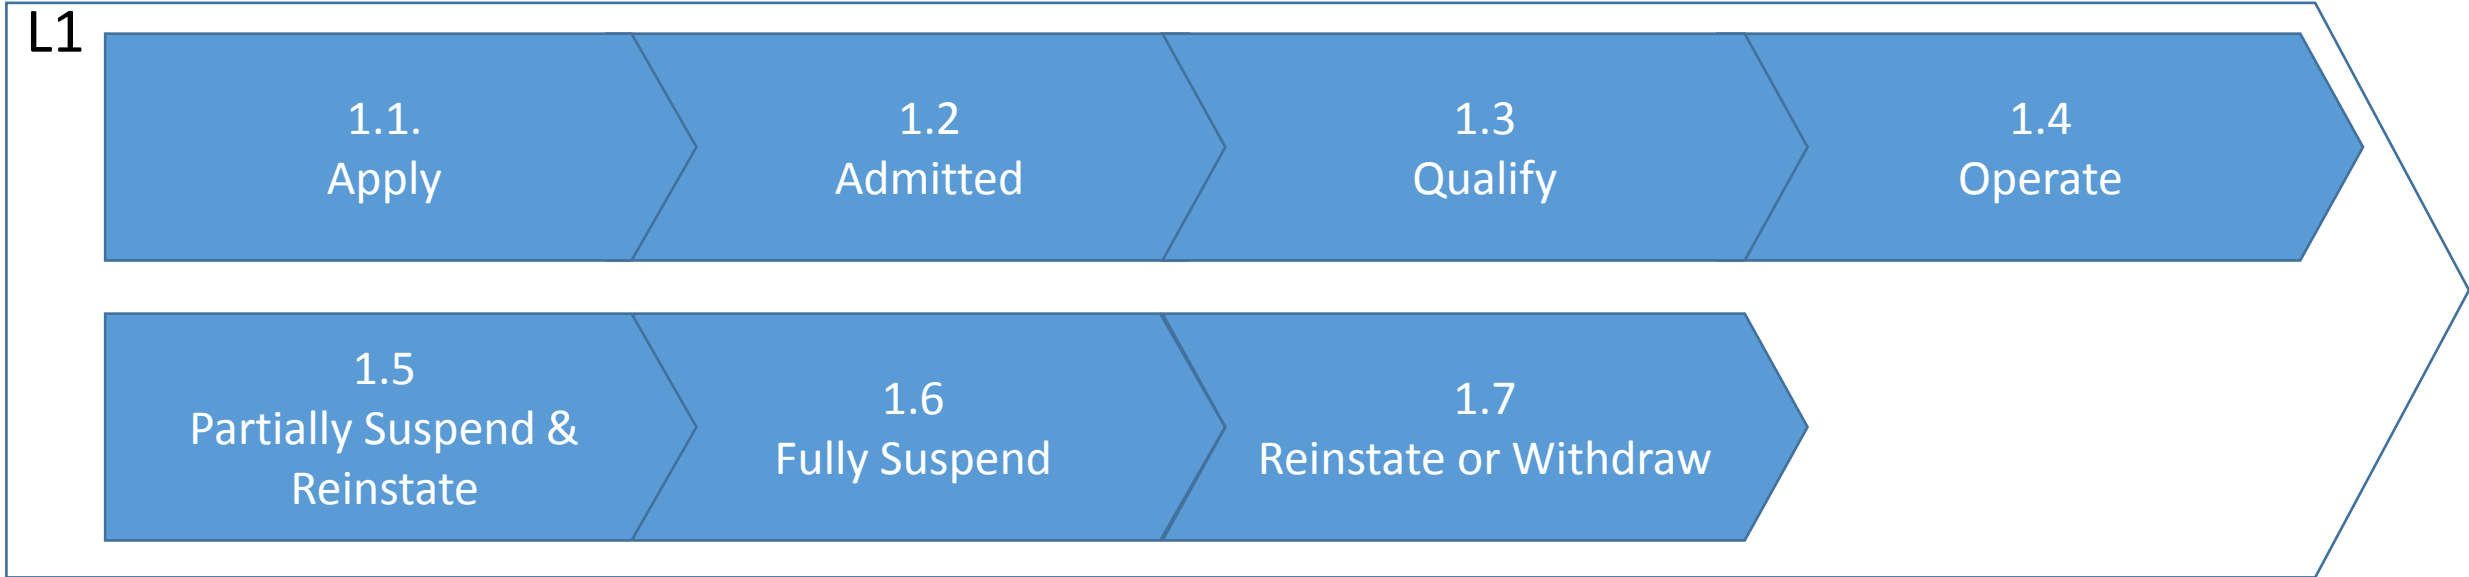 L1
1.1.
Apply
1.2
Admitted
1.3
Qualify
1.4
Operate
1.5
Partially Suspend &
Reinstate
1.6
Fully Suspend
1.7
Reinstate or Withdraw